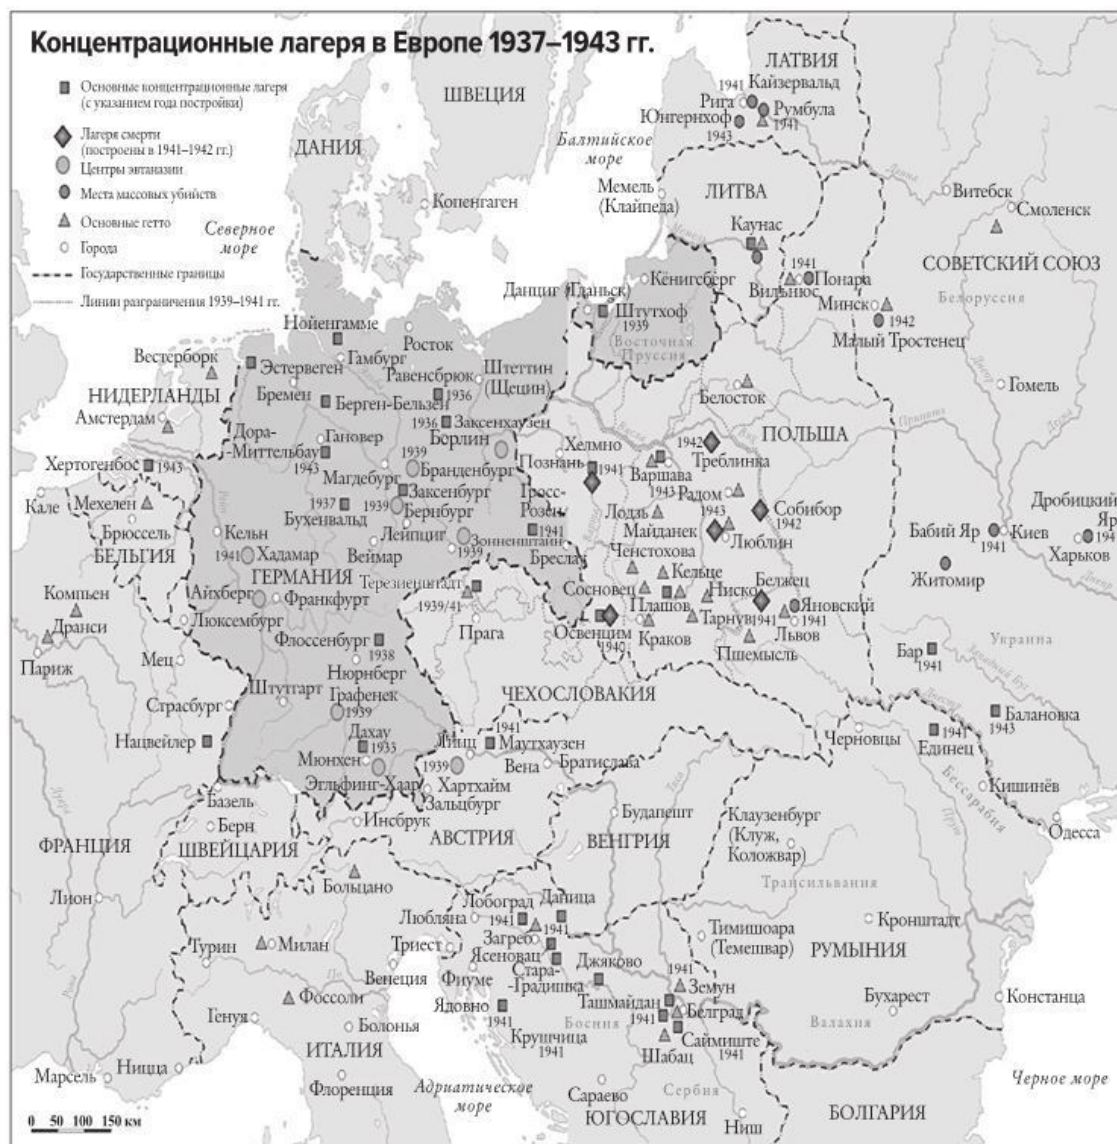 Концентрационные лагеря в Европе 1937–1943 гг.
Основные концентрационные лагеря
(с указанием года постройки)
Лагеря смерти
(построены в 1941–1942 гг.)
Центры эвтаназии
Места массовых убийств
Основные гетто
Города
Государственные границы
Линии разграничения 1939–1941 гг.
ШВЕЦИЯ
ДАНИЯ
Копенгаген
Северное
море
Балтийское
море
ЛАТВИЯ
1941
Кайзервальд
Рига
Румбула
Юнгернхоф
1943
1941
Мемель
(Клайпеда)
ЛИТВА
Каунас
1941
Понара
Вильнюс
Двина
Витебск
Смоленск
СОВЕТСКИЙ СОЮЗ
Белоруссия
Минск
1942
Малый Тростенец
Гомель
Припять
Кёнигсберг
Данциг (Гданьск)
Штутхоф
1939
Восточная
Пруссия
Нойенгамме
Росток
Вестерборк
Эстервеген
Гамбург
Равенсбрюк
Штеттин
(Щецин)
НИДЕРЛАНДЫ
Бремен
Берген-Бельзен
1936
1936
Заксенхаузен
Амстердам
Дора-
-Миттельбау
1943
Гановер
Берлин
Магдебург
1939
Бранденбург
Хертогенбос
1943
Кале
Мехелен
Брюссель
БЕЛЬГИЯ
1937
Бухенвальд
Заксенбург
1939
Бернбург
Лейпциг
Зонненштайн
1939
Веймар
Кельн
1941
Хадамар
ГЕРМАНИЯ
Айхберг
Франкфурт
Люксембург
Компьен
Дранси
Париж
Мец
Терезиенштадт
1939/41
Прага
Флоссенбург
1938
Нюрнберг
Страсбург
Штутгарт
Графенек
1939
Нацвейлер
Дахау
1933
Мюнхен
Эгльфинг-Хаар
Хелмно
Познань
1941
Гросс-
Розен
1941
Бреслау
Белосток
1942
Треблинка
ПОЛЬША
Варшава
1943
Радом
1943
Лодзь
Майданек
Люблин
Собибор
1942
Ченстохова
Сосновец
Кельце
Плашов
Ниско
Белжец
1941
Яновский
1941
Львов
Тарнув
Освенцим
1940
Краков
Пшемысль
Дробицкий
Яр
194
Харьков
Бабий Яр
1941
Киев
Житомир
Украина
Бар
1941
Западный Буг
Днестр
Балановка
1943
1941
Единец
Черновцы
Бессарабия
Кишинёв
Одесса
Прут
ЧЕХОСЛОВАКИЯ
1941
Линц
Маутхаузен
1939
Хартхайм
Вена
Братислава
Зальцбург
Базель
Берн
ШВЕЙЦАРИЯ
Инсбрук
АВСТРИЯ
Будапешт
ВЕНГРИЯ
Тиса
Клаузенбург
(Клуж,
Коложвар)
Трансильвания
ФРАНЦИЯ
Лион
Больцано
Лобоград
1941
Даница
1941
Любляна
Загреб
Ясеновац
Стара-
-Градишка
Триест
Турин
Милан
Венеция
Фиуме
Джяково
Тимишоара
(Темешвар)
Кронштадт
РУМЫНИЯ
Фоссоли
Ядовно
1941
Ташмайдан
1941
1941
Земун
Белград
Бухарест
Валахия
Констанца
Генуя
Болонья
Крушчица
1941
Босния
Саймиште
1941
Шабац
ИТАЛИЯ
Ницца
Марсель
Флоренция
Адриатическое
море
Сараево
Сербия
ЮГОСЛАВИЯ
Ниш
БОЛГАРИЯ
Черное море
0 50 100 150 км